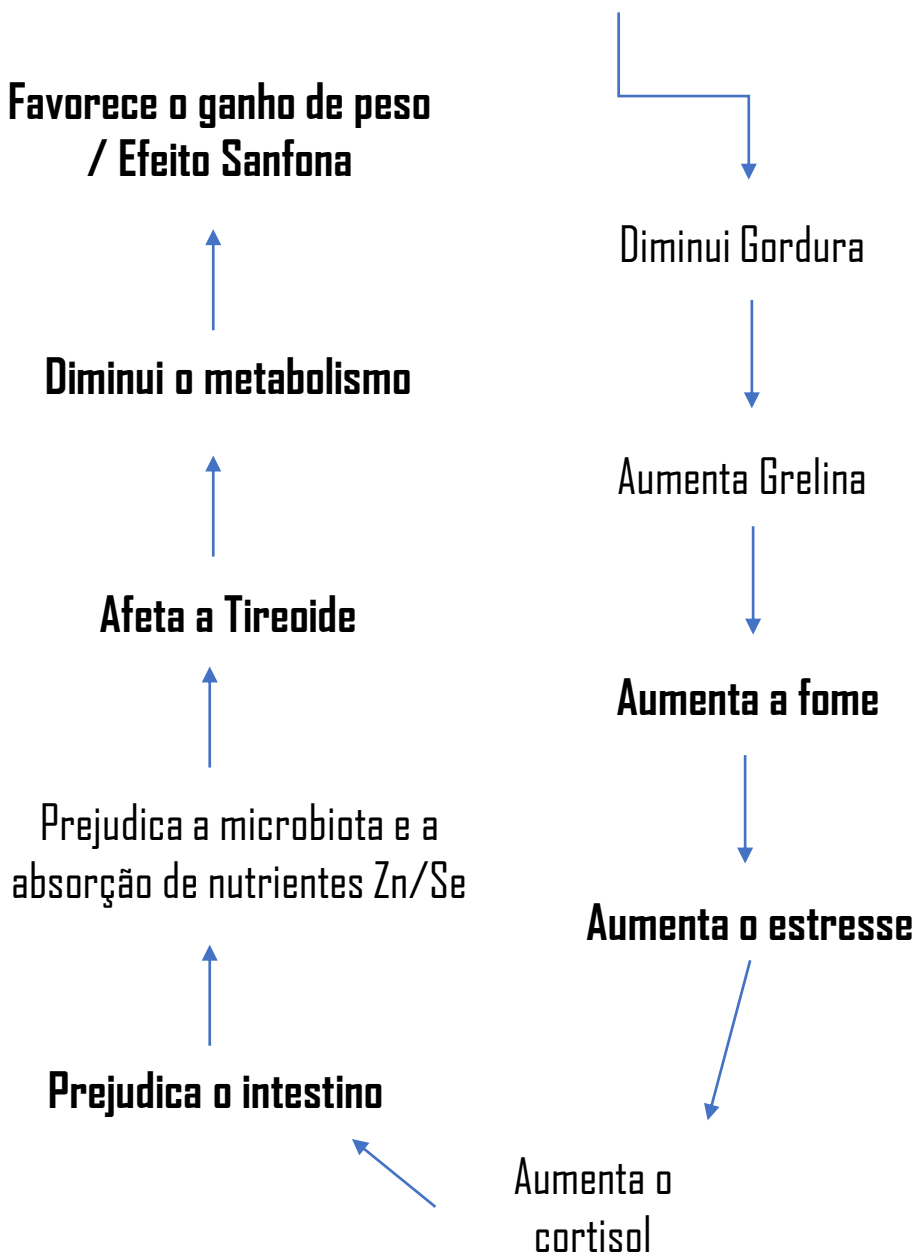 Favorece o ganho de peso
/ Efeito Sanfona
Diminui Gordura
Diminui o metabolismo
Aumenta Grelina
Afeta a Tireoide
Aumenta a fome
Prejudica a microbiota e a
absorção de nutrientes Zn/Se
Aumenta o estresse
Prejudica o intestino
Aumenta o
cortisol